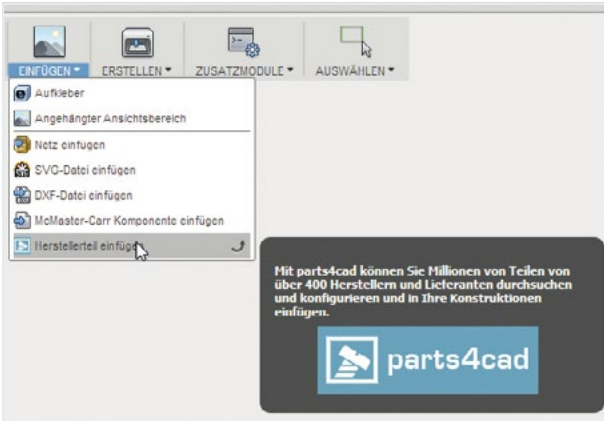 EINFÜGEN ERSTELLEN ZUSATZMODULE AUSWÄHLEN
Aufkleber
Angehängter Ansichtsbereich
Netz einfügen
SVG-Datei einfügen
DXF-Datei einfügen
McMaster-Carr Komponente einfügen
Herstellerteil einfügen
Mit parts4cad können Sie Millionen von Teilen von
über 400 Herstellern und Lieferanten durchsuchen
und konfigurieren und in Ihre Konstruktionen
einfügen.
parts4cad